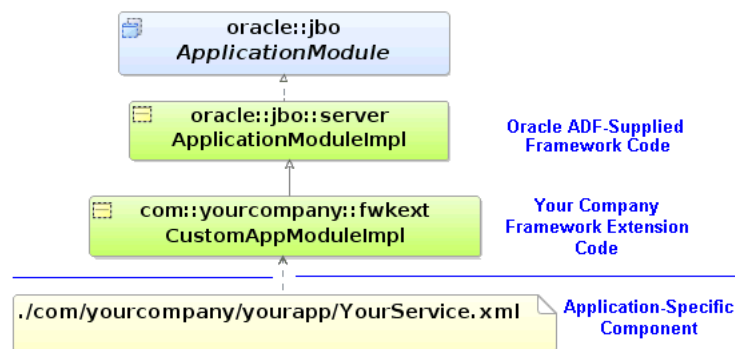 oracle::jbo
ApplicationModule
oracle::jbo::server
ApplicationModuleImpl
Oracle ADF-Supplied
Framework Code
com::yourcompany::fwkext
CustomAppModuleImpl
Your Company
Framework Extension
Code
./com/yourcompany/yourapp/YourService.xml
Application-Specific
Component